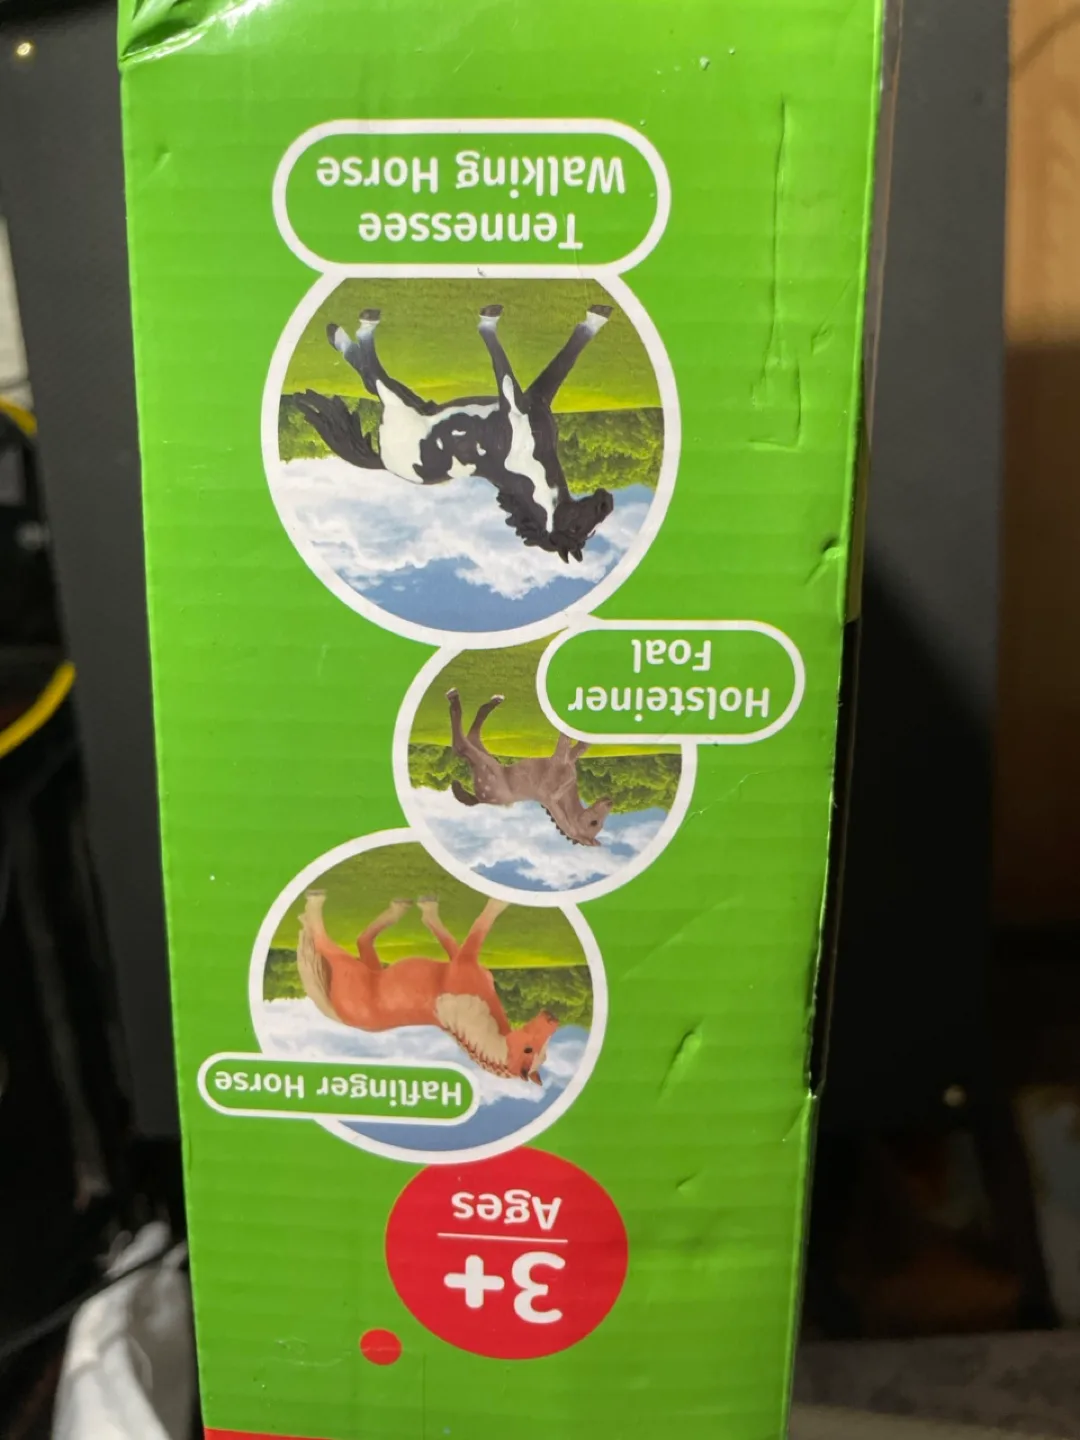 3+
Ages
Haflinger Horse
Holsteiner
Foal
Tennessee
Walking Horse